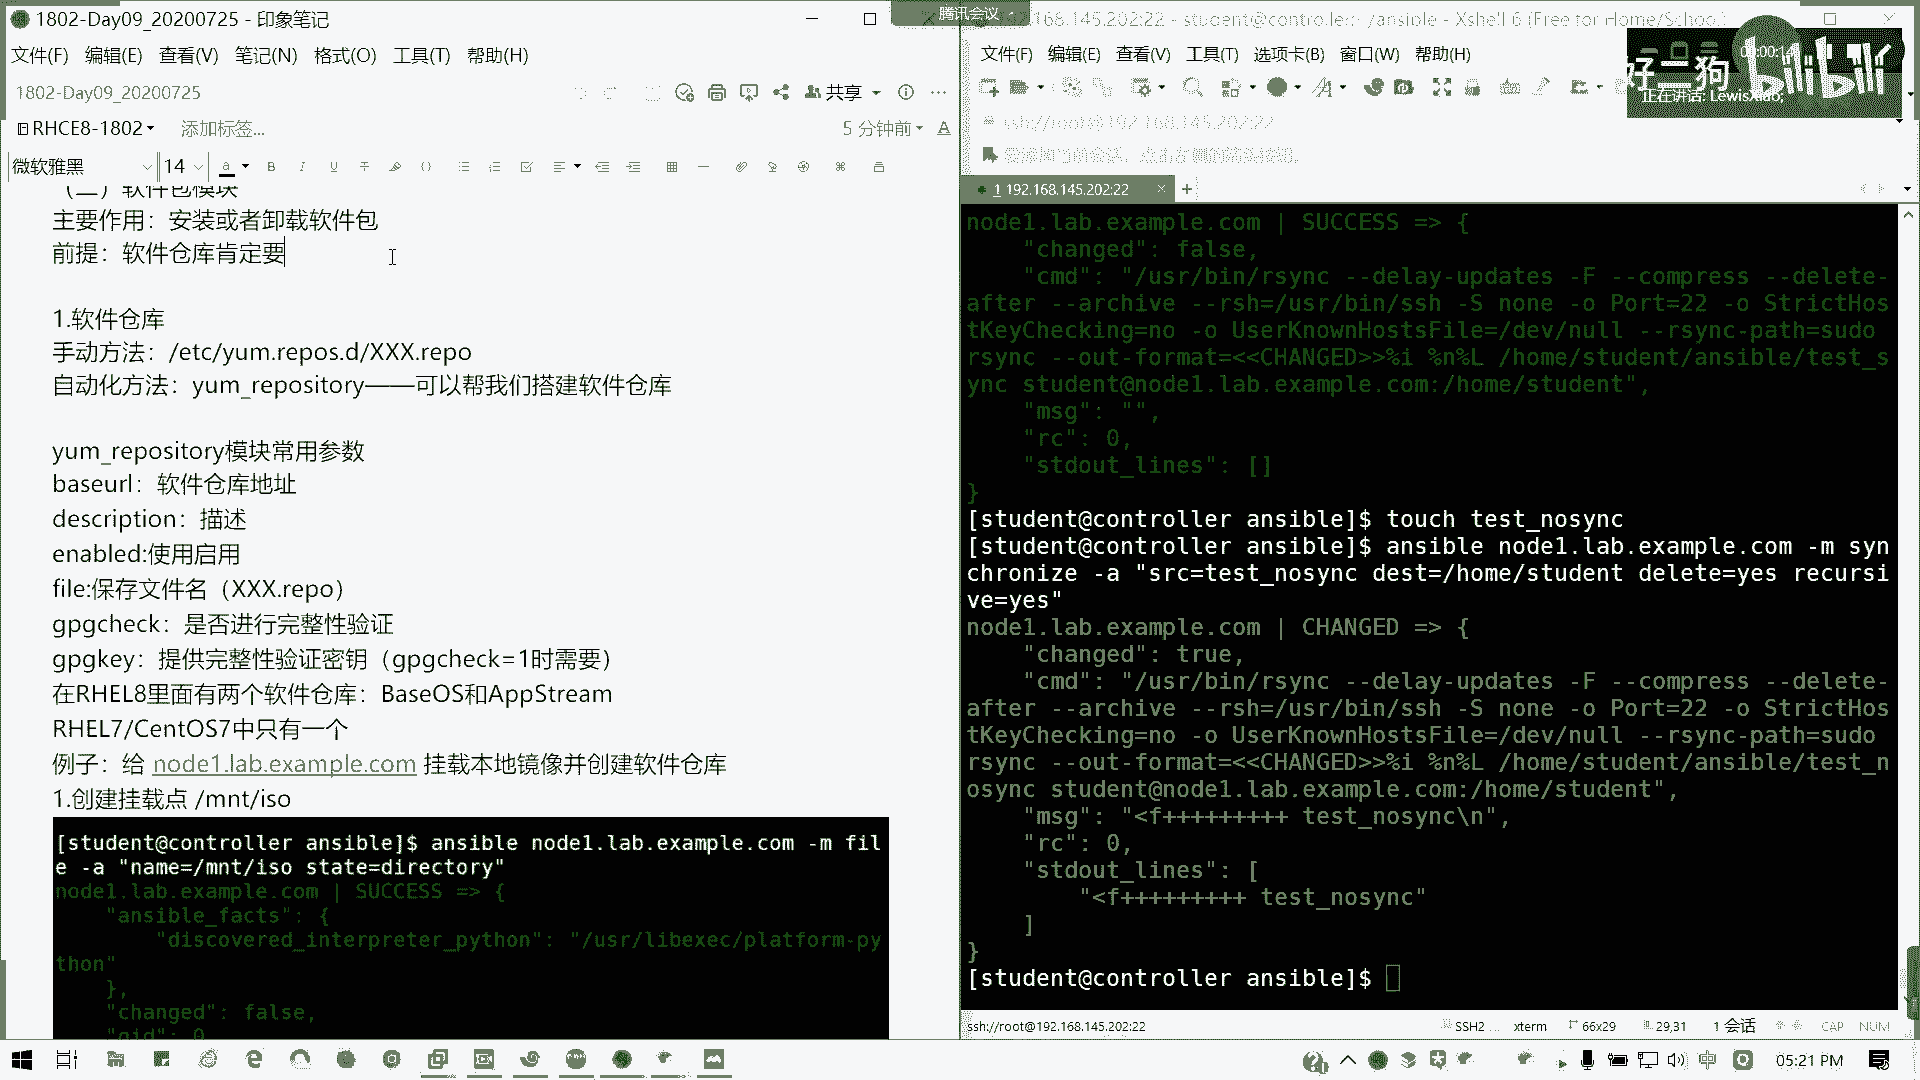 1802-Day09_20200725 - 印象笔记
文件(F) 编辑(E) 查看(V) 笔记(N) 格式(O) 工具(T) 帮助(H)
1802-Day09_20200725
共享
RHCE8-1802
添加标签...
5 分钟前
微软雅黑 14
（二）软件包模块
主要作用：安装或者卸载软件包
前提：软件仓库肯定要
1.软件仓库
手动方法：/etc/yum.repos.d/XXX.repo
自动化方法：yum_repository——可以帮我们搭建软件仓库
yum_repository模块常用参数
baseurl：软件仓库地址
description：描述
enabled:使用启用
file:保存文件名（XXX.repo）
gpgcheck：是否进行完整性验证
gpgkey：提供完整性验证密钥（gpgcheck=1时需要）
在RHEL8里面有两个软件仓库：BaseOS和AppStream
RHEL7/CentOS7中只有一个
例子：给 node1.lab.example.com 挂载本地镜像并创建软件仓库
1.创建挂载点 /mnt/iso
[student@controller ansible]$ ansible node1.lab.example.com -m fil
e -a "name=/mnt/iso state=directory"
node1.lab.example.com | SUCCESS => {
"ansible_facts": {
"discovered_interpreter_python": "/usr/libexec/platform-py
thon"
},
"changed": false,
"gid": 0,
腾讯会议
192.168.145.202:22 - student@controller:~/ansible - Xshell 6 (Free for Home/School)
文件(F) 编辑(E) 查看(V) 工具(T) 选项卡(B) 窗口(W) 帮助(H)
好二狗
bilibili
正在讲话: Lewis
ssh://root@192.168.145.202:22
1 192.168.145.202:22
node1.lab.example.com | SUCCESS => {
"changed": false,
"cmd": "/usr/bin/rsync --delay-updates -F --compress --delete-
after --archive --rsh=/usr/bin/ssh -S none -o Port=22 -o StrictHos
tKeyChecking=no -o UserKnownHostsFile=/dev/null --rsync-path=sudo
rsync --out-format=<<CHANGED>>%i %n%L /home/student/ansible/test_s
ync student@node1.lab.example.com:/home/student",
"msg": "",
"rc": 0,
"stdout_lines": []
}
[student@controller ansible]$ touch test_nosync
[student@controller ansible]$ ansible node1.lab.example.com -m syn
chronize -a "src=test_nosync dest=/home/student delete=yes recursi
ve=yes"
node1.lab.example.com | CHANGED => {
"changed": true,
"cmd": "/usr/bin/rsync --delay-updates -F --compress --delete-
after --archive --rsh=/usr/bin/ssh -S none -o Port=22 -o StrictHos
tKeyChecking=no -o UserKnownHostsFile=/dev/null --rsync-path=sudo
rsync --out-format=<<CHANGED>>%i %n%L /home/student/ansible/test_n
osync student@node1.lab.example.com:/home/student",
"msg": "<f+++++++++ test_nosync\n",
"rc": 0,
"stdout_lines": [
"<f+++++++++ test_nosync"
]
}
[student@controller ansible]$
ssh://root@192.168.145.202:22 SSH2 xterm 66x29 29,31 1 会话 CAP NUM
中 05:21 PM